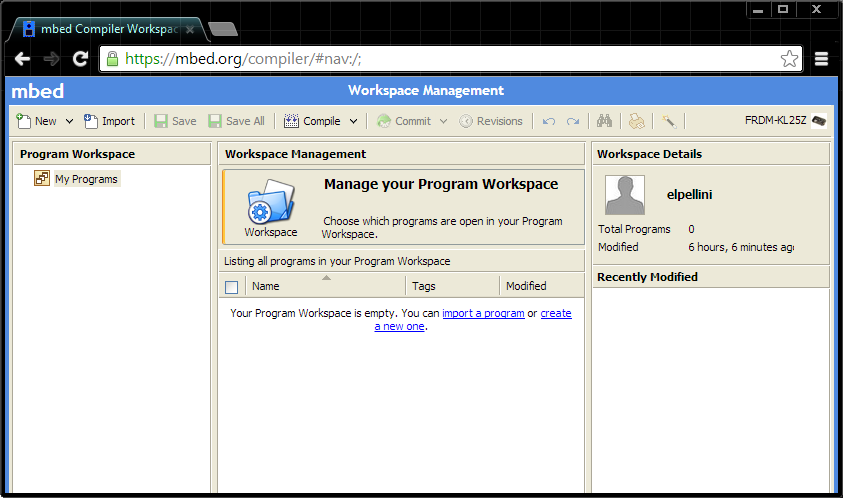 mbed Compiler Workspac
https://mbed.org/compiler/#nav:/;
mbed
Workspace Management
New Import Save Save All Compile Commit Revisions FRDM-KL25Z
Program Workspace
My Programs
Workspace Management
Manage your Program Workspace
Choose which programs are open in your Program
Workspace.
Workspace
Listing all programs in your Program Workspace
Name Tags Modified
Your Program Workspace is empty. You can import a program or create
a new one.
Workspace Details
elpellini
Total Programs 0
Modified 6 hours, 6 minutes ago
Recently Modified